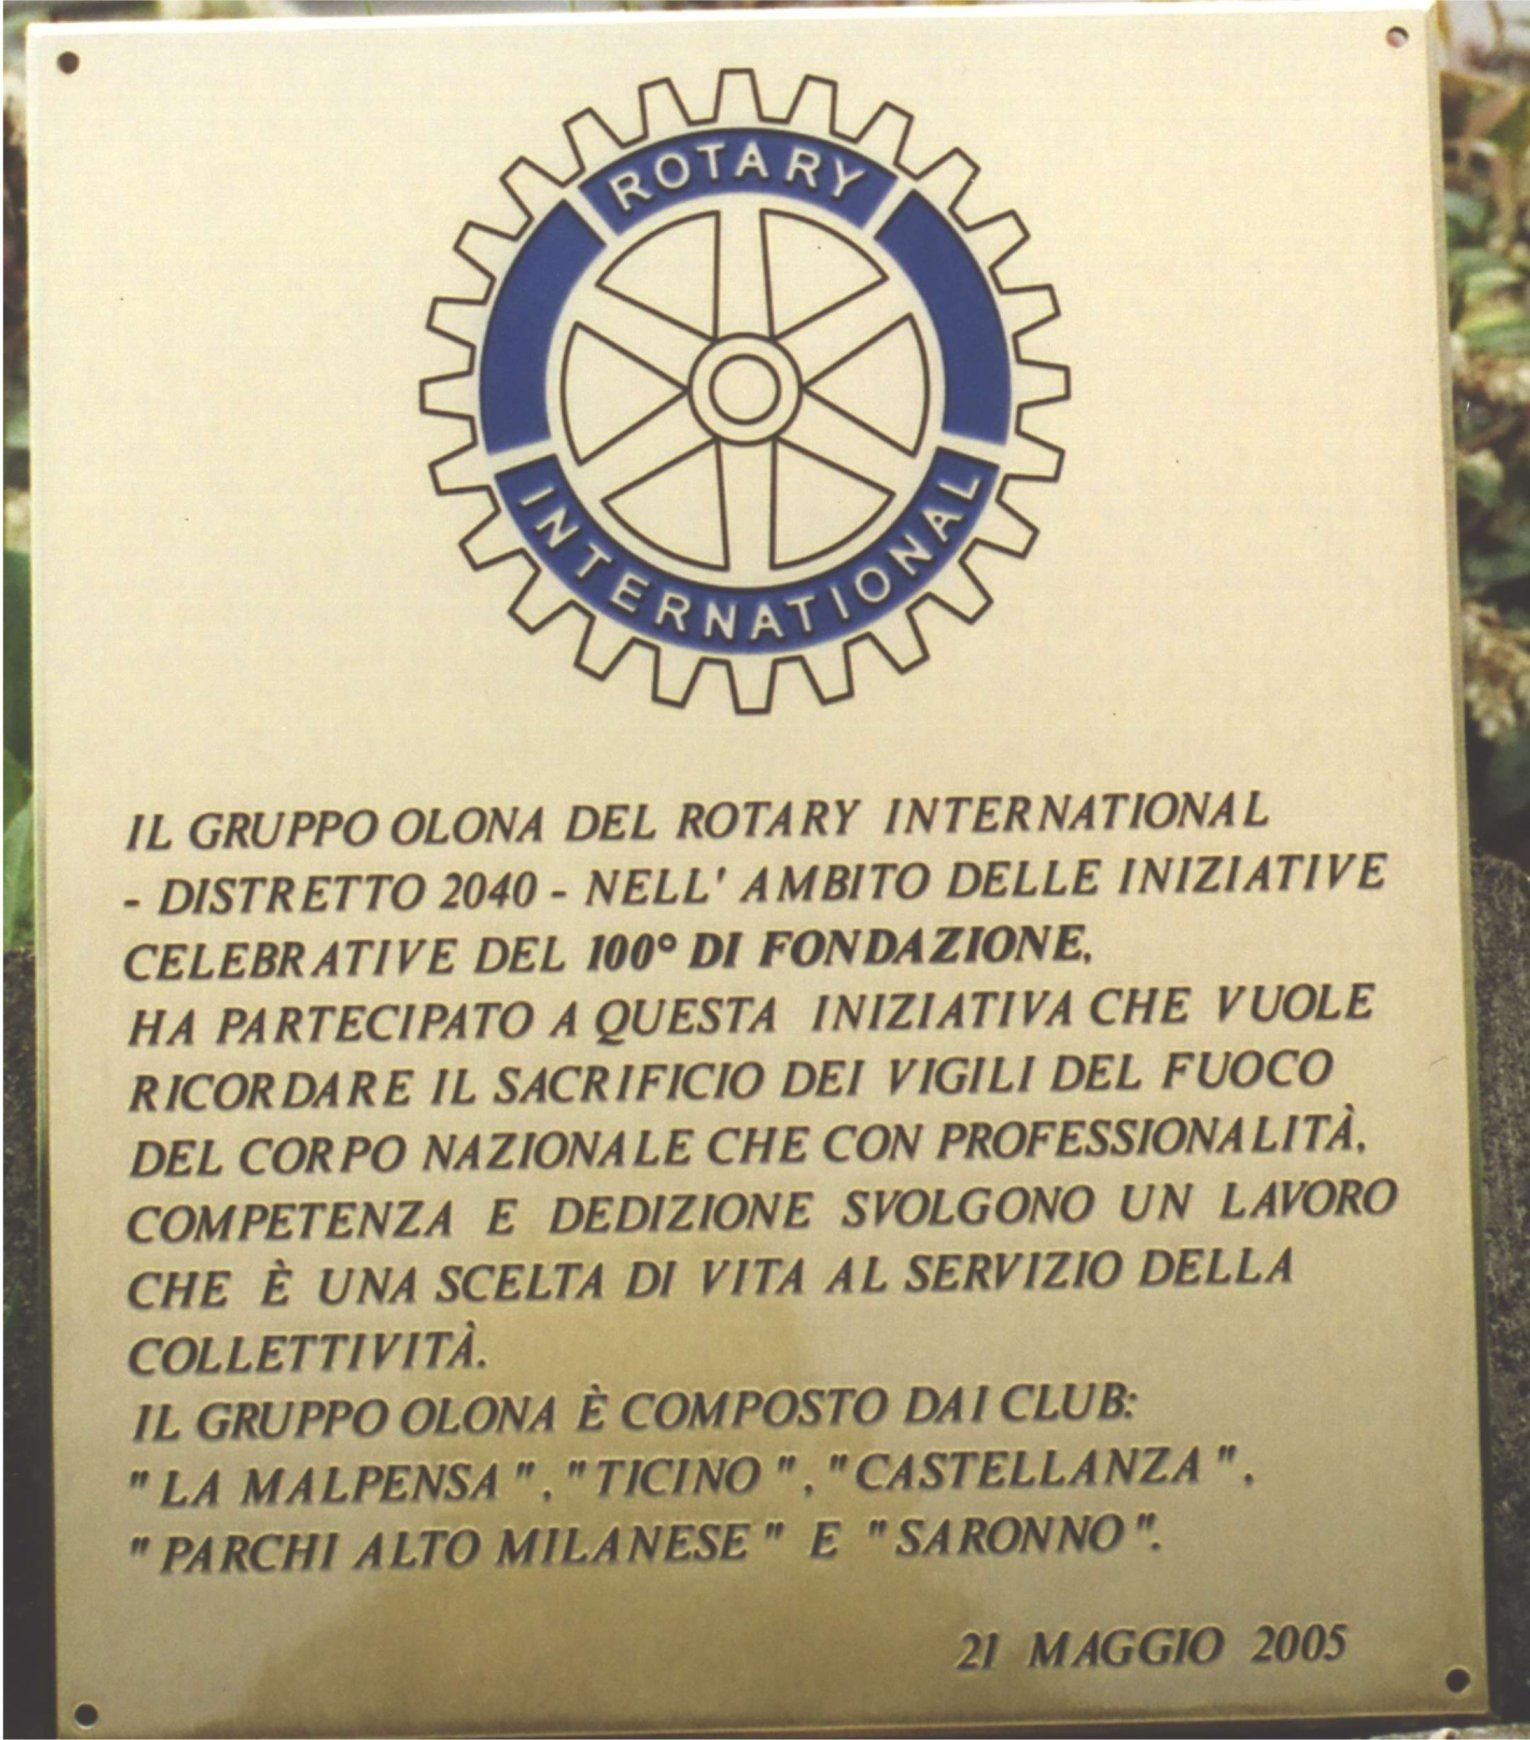 ROTARY
INTERNATIONAL
IL GRUPPO OLONA DEL ROTARY INTERNATIONAL
- DISTRETTO 2040 - NELL' AMBITO DELLE INIZIATIVE
CELEBRATIVE DEL 100° DI FONDAZIONE,
HA PARTECIPATO A QUESTA INIZIATIVA CHE VUOLE
RICORDARE IL SACRIFICIO DEI VIGILI DEL FUOCO
DEL CORPO NAZIONALE CHE CON PROFESSIONALITÀ,
COMPETENZA E DEDIZIONE SVOLGONO UN LAVORO
CHE È UNA SCELTA DI VITA AL SERVIZIO DELLA
COLLETTIVITÀ.
IL GRUPPO OLONA È COMPOSTO DAI CLUB:
" LA MALPENSA ", " TICINO ", " CASTELLANZA ",
" PARCHI ALTO MILANESE " E " SARONNO ".
21 MAGGIO 2005